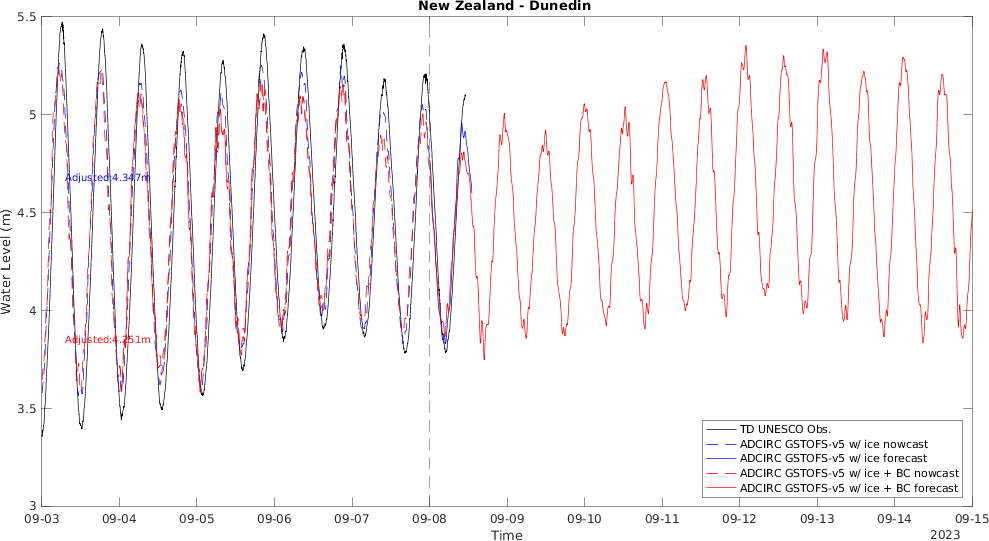 New Zealand - Dunedin
5.5
5
4.5
4
3.5
3
Water Level (m)
Adjusted:4.347m
Adjusted:4.251m
TD UNESCO Obs.
ADCIRC GSTOFS-v5 w/ ice nowcast
ADCIRC GSTOFS-v5 w/ ice forecast
ADCIRC GSTOFS-v5 w/ ice + BC nowcast
ADCIRC GSTOFS-v5 w/ ice + BC forecast
09-03 09-04 09-05 09-06 09-07 09-08 09-09 09-10 09-11 09-12 09-13 09-14 09-15
Time
2023